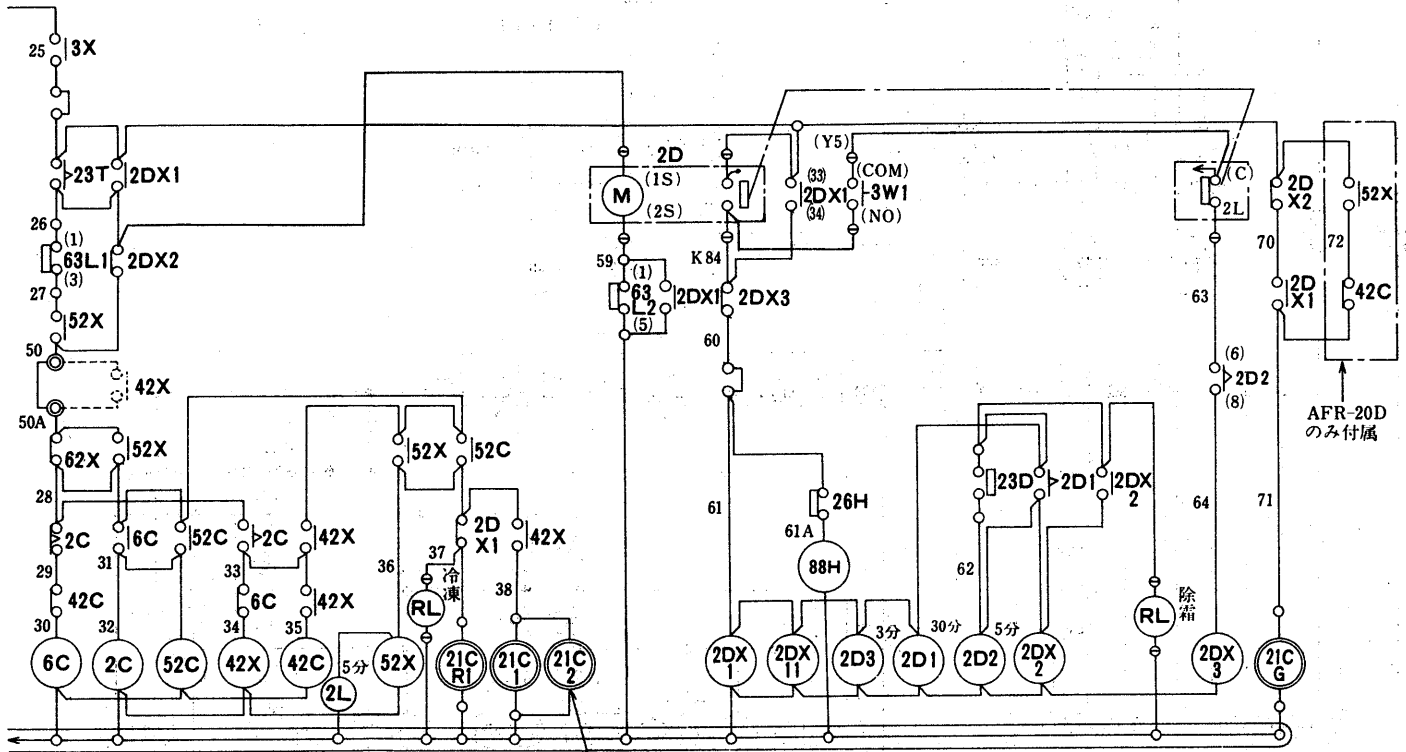 25
3X
23T
2DX1
26
(1)
63L1
(3)
2DX2
27
52X
50
42X
50A
62X
52X
28
2C
6C
52C
2C
42X
29
31
33
42C
6C
42X
30
32
34
35
6C
2C
52C
42X
42C
5分
2L
52X
52X
52C
36
37
冷凍
RL
2D
X1
42X
38
21C
R1
21C
1
21C
2
2D
M
(1S)
(2S)
59
(1)
63
L2
(5)
2DX1
(33)
2DX1
(34)
(Y5)
(COM)
3W1
(NO)
K84
2DX3
60
61
26H
61A
88H
2DX
1
2DX
11
3分
2D3
30分
2D1
5分
2D2
2DX
2
23D
2D1
2DX
2
62
除霜
RL
(C)
2L
63
(6)
2D2
(8)
64
2DX
3
2D
X2
70
2D
X1
71
21C
G
52X
72
42C
AFR-20D
のみ付属